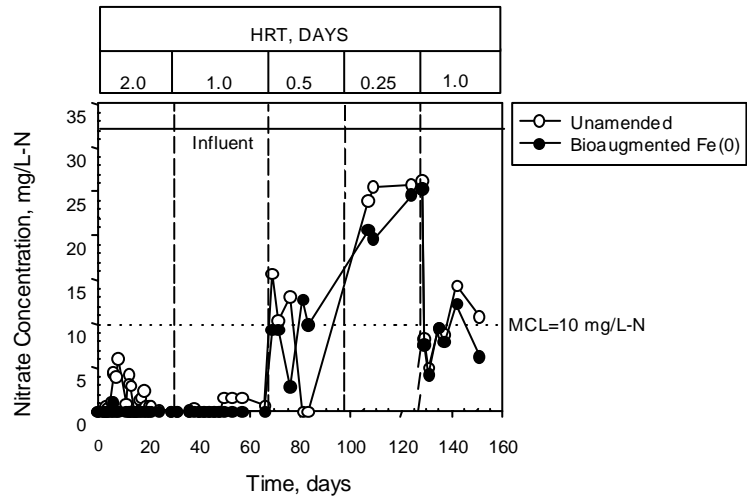 HRT, DAYS
2.0 1.0 0.5 0.25 1.0
Nitrate Concentration, mg/L-N
35
30
25
20
15
10
5
0
Influent
Unamended
Bioaugmented Fe(0)
MCL=10 mg/L-N
0 20 40 60 80 100 120 140 160
Time, days